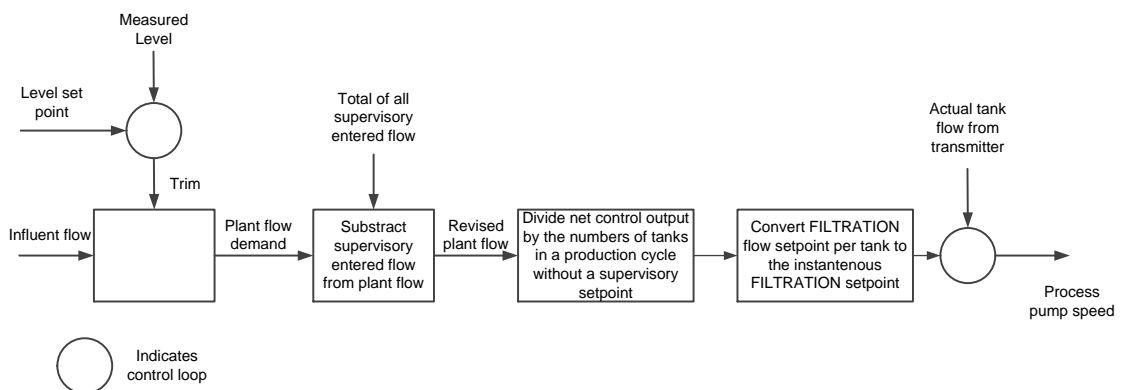 Measured
Level
Level set
point
Trim
Influent flow
Plant flow
demand
Total of all
supervisory
entered flow
Substract
supervisory
entered flow
from plant flow
Revised
plant flow
Divide net control output
by the numbers of tanks
in a production cycle
without a supervisory
setpoint
Convert FILTRATION
flow setpoint per tank to
the instantenous
FILTRATION setpoint
Actual tank
flow from
transmitter
Process
pump speed
Indicates
control loop